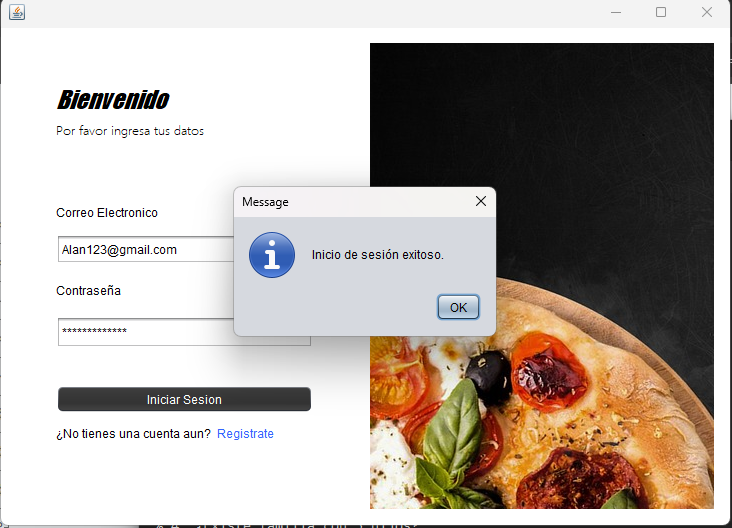 Bienvenido
Por favor ingresa tus datos
Correo Electronico
Alan123@gmail.com
Contraseña
*************
Iniciar Sesion
¿No tienes una cuenta aun? Registrate
Message
Inicio de sesión exitoso.
OK